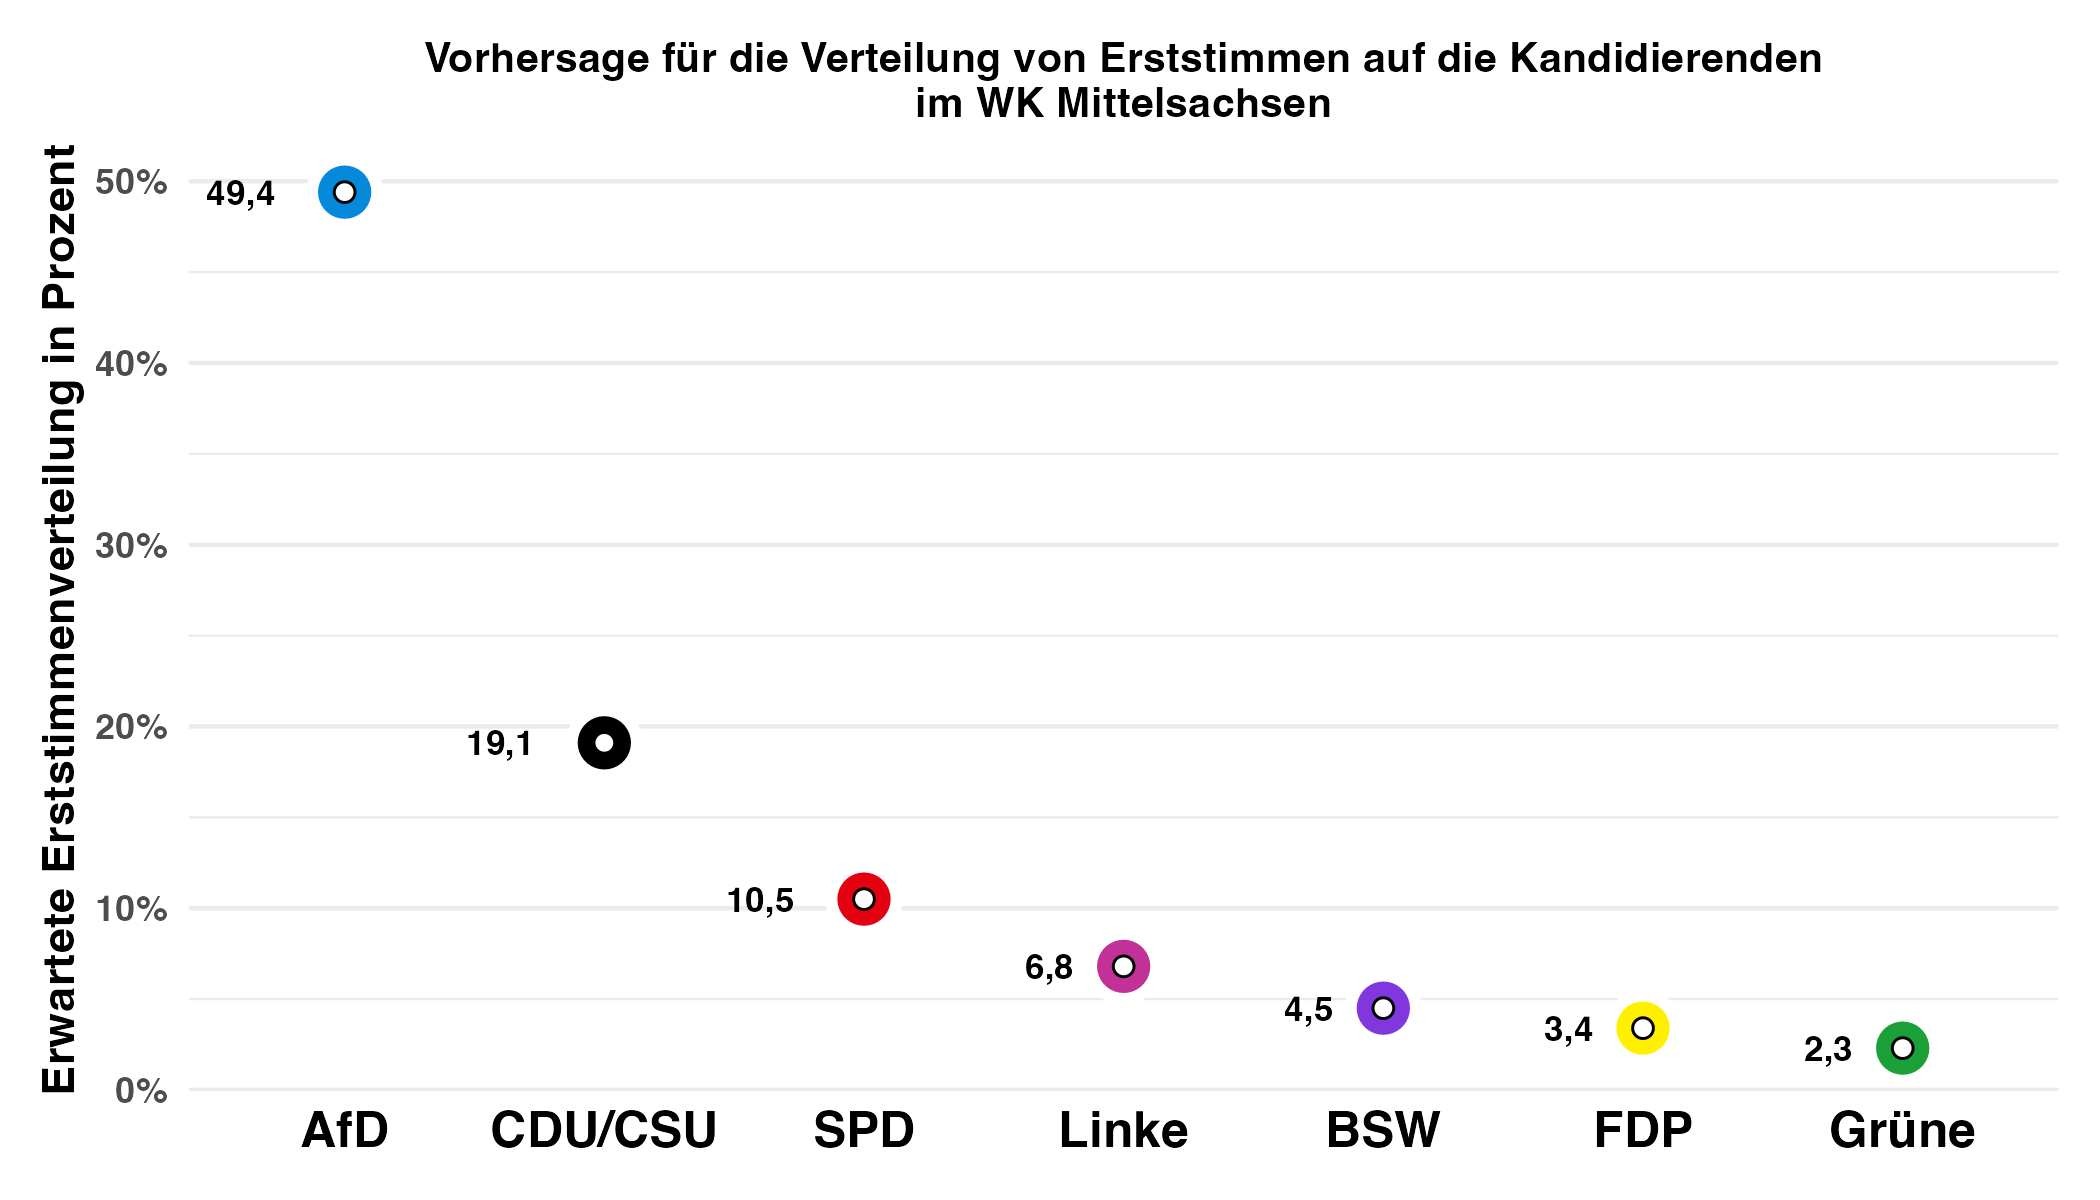 Vorhersage für die Verteilung von Erststimmen auf die Kandidierenden
im WK Mittelsachsen
Erwartete Erststimmenverteilung in Prozent
50%
40%
30%
20%
10%
0%
49,4
19,1
10,5
6,8
4,5
3,4
2,3
AfD
CDU/CSU
SPD
Linke
BSW
FDP
Grüne